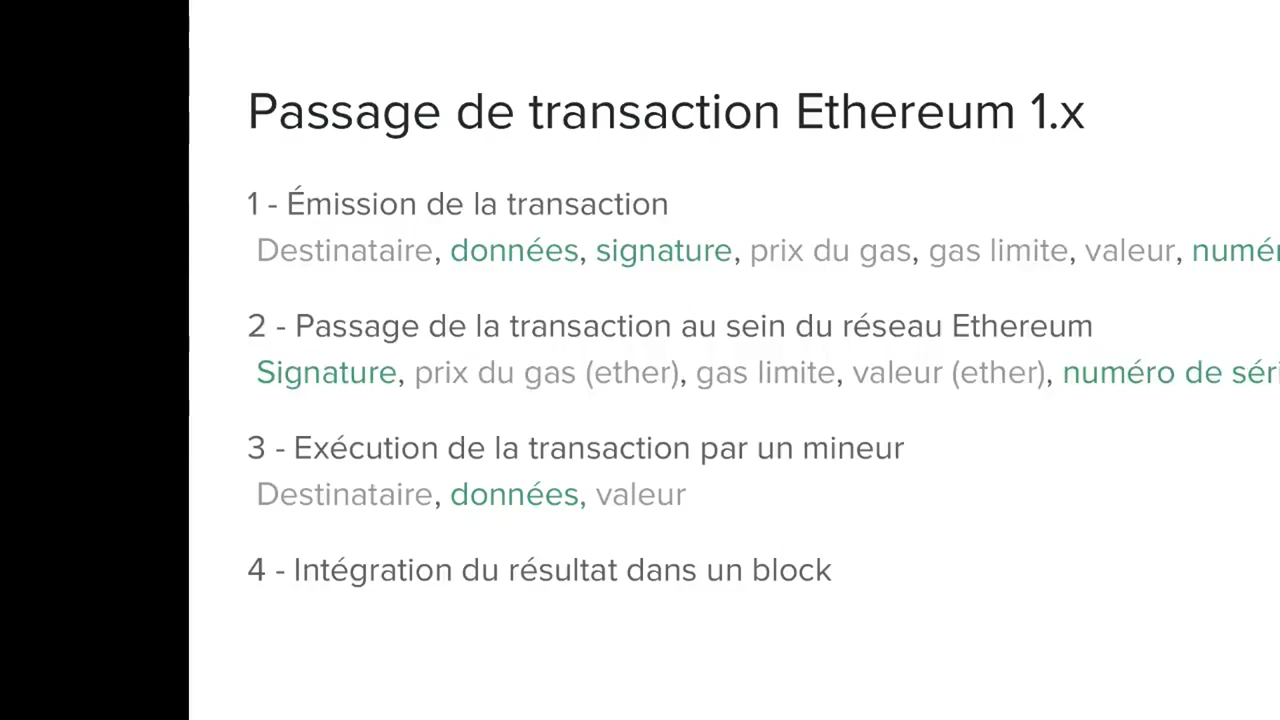 Passage de transaction Ethereum 1.x
1 - Émission de la transaction
Destinataire, données, signature, prix du gas, gas limite, valeur,
2 - Passage de la transaction au sein du réseau Ethereum
Signature, prix du gas (ether), gas limite, valeur (ether), numéro de
3 - Exécution de la transaction par un mineur
Destinataire, données, valeur
4 - Intégration du résultat dans un block